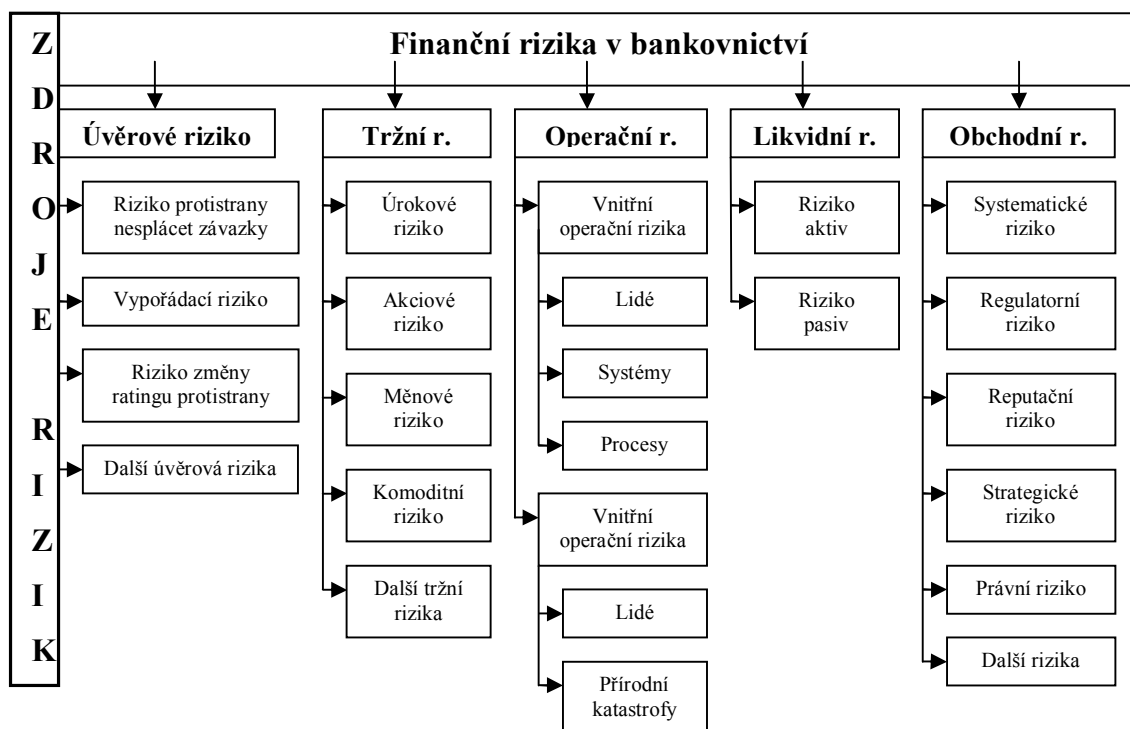 ZDROJE RIZIK
Finanční rizika v bankovnictví
Úvěrové riziko
Riziko protistrany
nesplácet závazky
Vypořádací riziko
Riziko změny
ratingu protistrany
Další úvěrová rizika
Tržní r.
Úrokové
riziko
Akciové
riziko
Měnové
riziko
Komoditní
riziko
Další tržní
rizika
Operační r.
Vnitřní
operační rizika
Lidé
Systémy
Procesy
Vnitřní
operační rizika
Lidé
Přírodní
katastrofy
Likvidní r.
Riziko
aktiv
Riziko
pasiv
Obchodní r.
Systematické
riziko
Regulatorní
riziko
Reputační
riziko
Strategické
riziko
Právní riziko
Další rizika